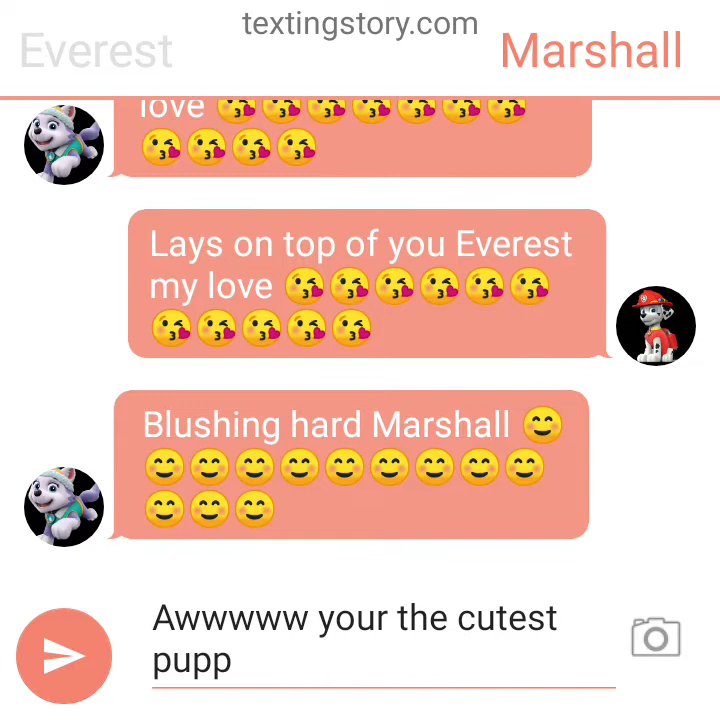 textingstory.com
Everest
Marshall
love 😘😘😘😘😘😘😘
😘😘😘😘
Lays on top of you Everest
my love 😘😘😘😘😘😘
😘😘😘😘😘
Blushing hard Marshall 😊
😊😊😊😊😊😊😊😊😊
😊😊😊
Awwwww your the cutest
pupp